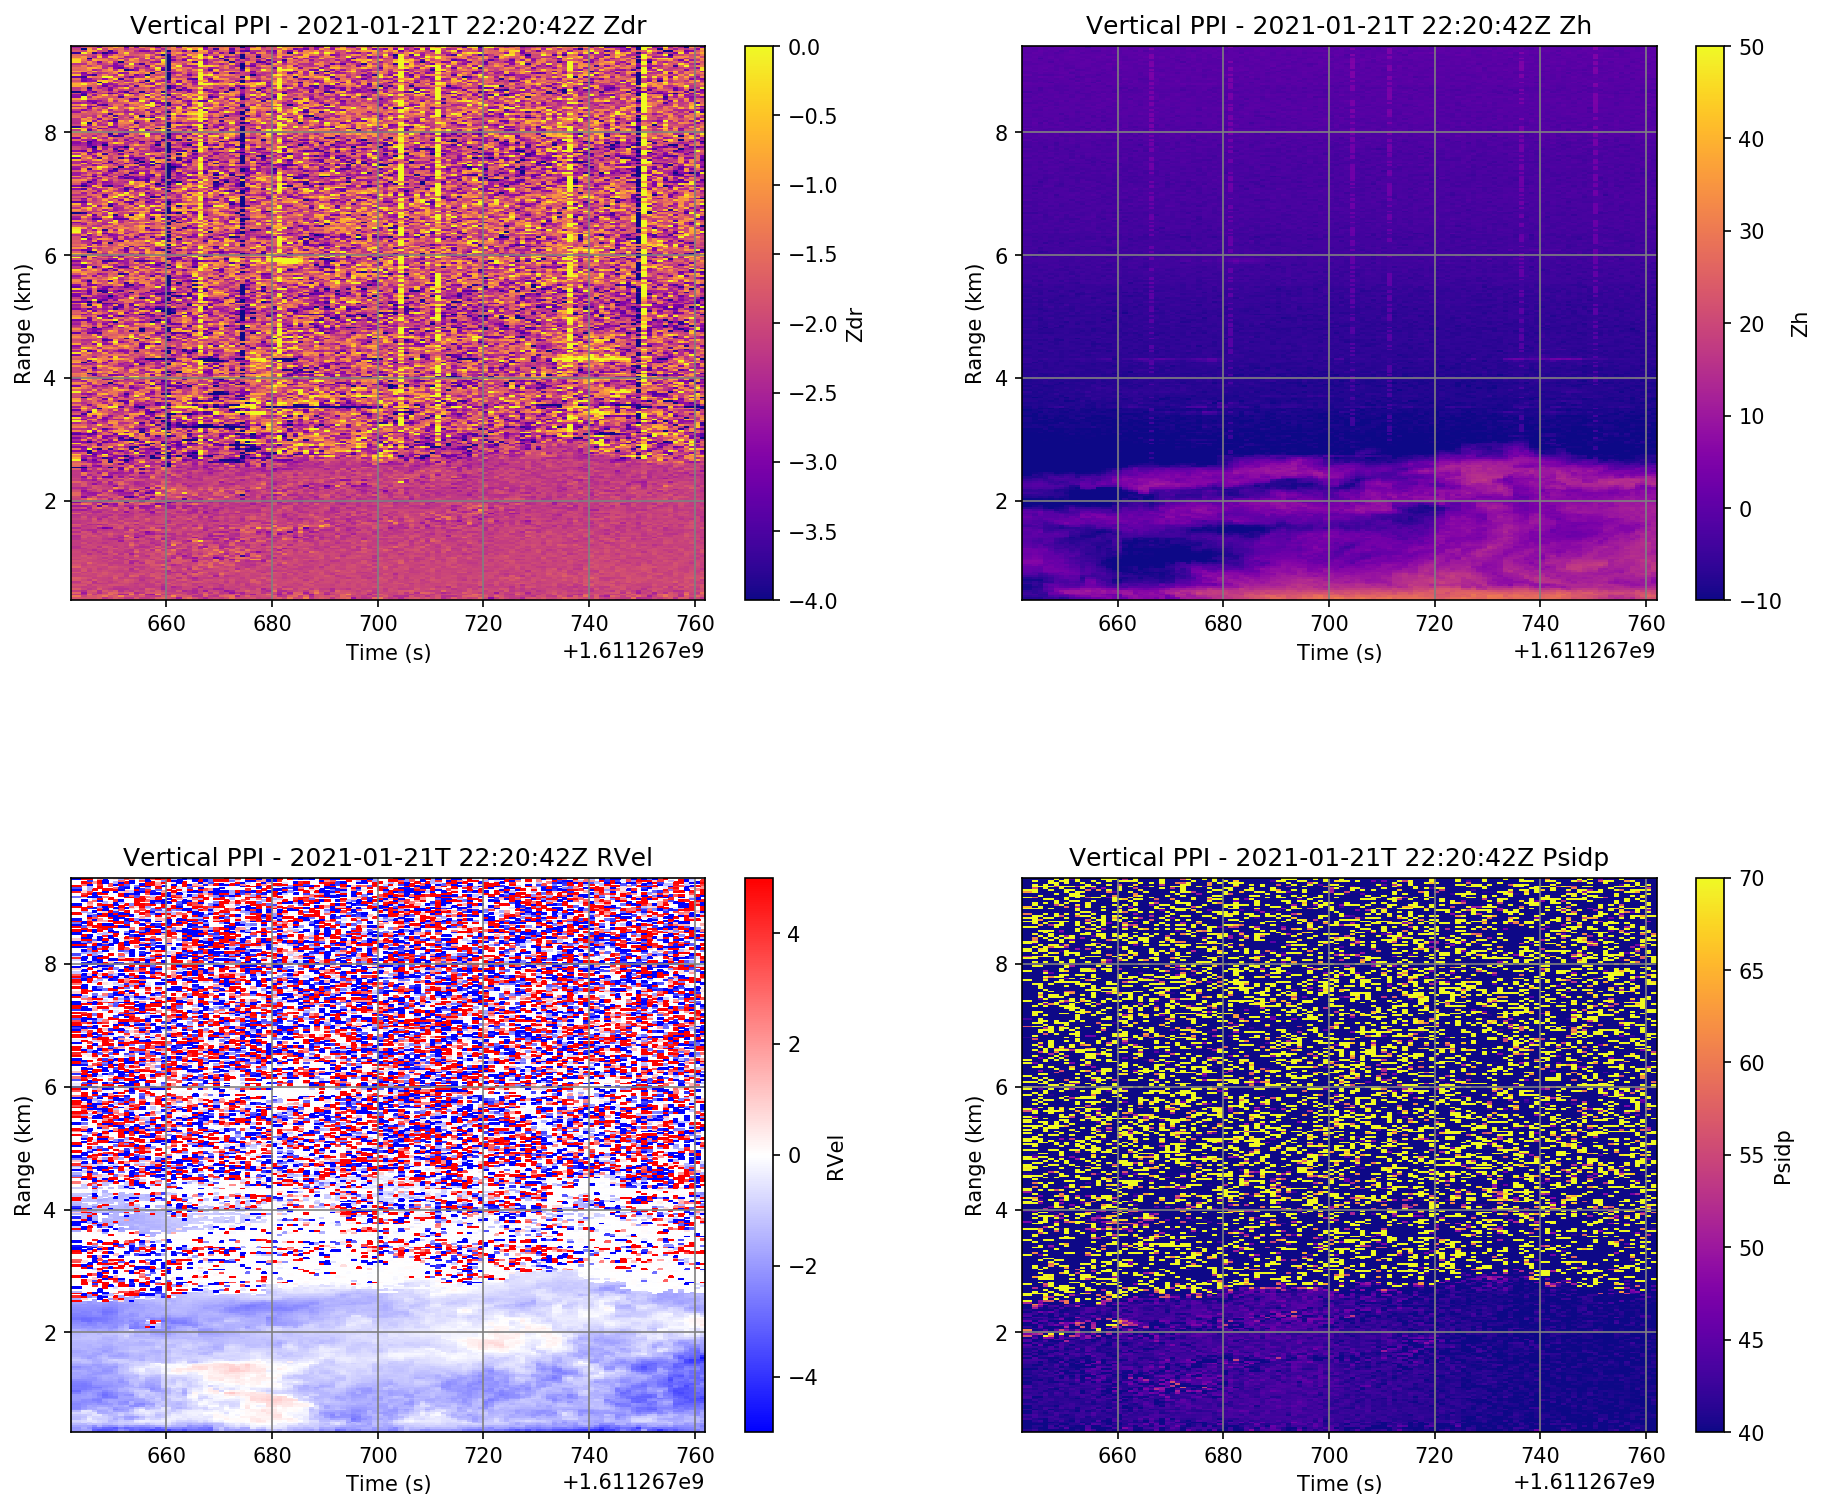 Vertical PPI - 2021-01-21T 22:20:42Z Zdr
8
6
4
2
Range (km)
660 680 700 720 740 760
Time (s)
+1.611267e9
0.0
−0.5
−1.0
−1.5
−2.0
−2.5
−3.0
−3.5
−4.0
Zdr
Vertical PPI - 2021-01-21T 22:20:42Z Zh
8
6
4
2
Range (km)
660 680 700 720 740 760
Time (s)
+1.611267e9
50
40
30
20
10
0
−10
Zh
Vertical PPI - 2021-01-21T 22:20:42Z RVel
8
6
4
2
Range (km)
660 680 700 720 740 760
Time (s)
+1.611267e9
4
2
0
−2
−4
RVel
Vertical PPI - 2021-01-21T 22:20:42Z Psidp
8
6
4
2
Range (km)
660 680 700 720 740 760
Time (s)
+1.611267e9
70
65
60
55
50
45
40
Psidp